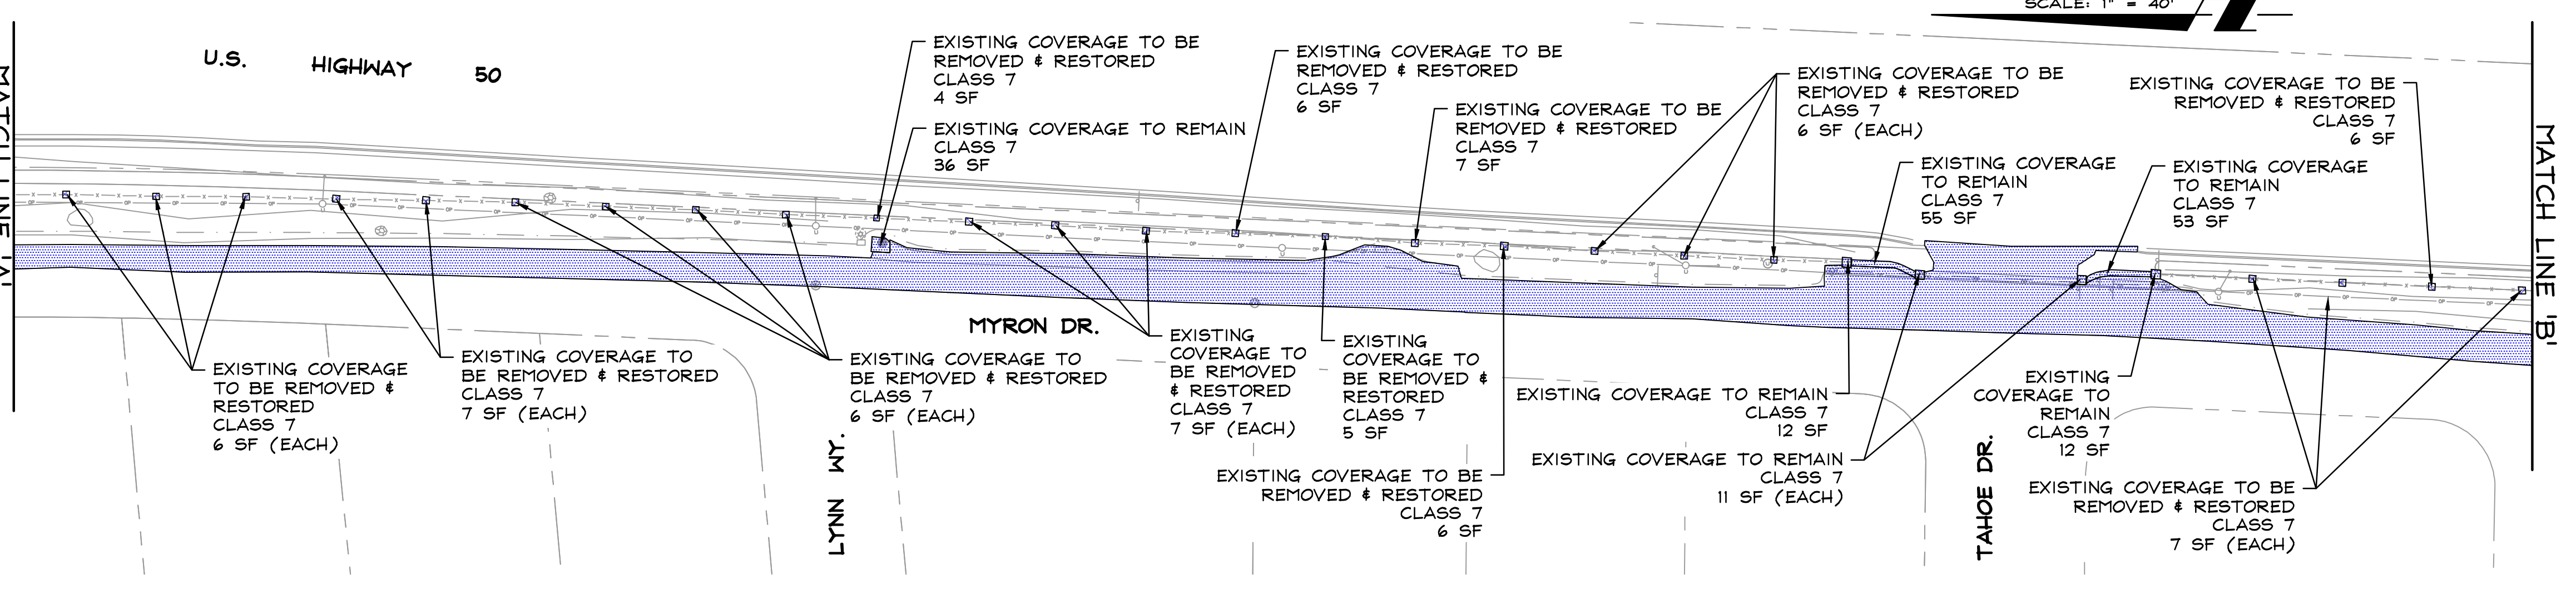 SCALE: 1" = 40'
U.S. HIGHWAY 50
EXISTING COVERAGE TO BE
REMOVED & RESTORED
CLASS 7
4 SF
EXISTING COVERAGE TO REMAIN
CLASS 7
36 SF
EXISTING COVERAGE TO BE
REMOVED & RESTORED
CLASS 7
6 SF
EXISTING COVERAGE TO BE
REMOVED & RESTORED
CLASS 7
7 SF
EXISTING COVERAGE TO BE
REMOVED & RESTORED
CLASS 7
6 SF (EACH)
EXISTING COVERAGE
TO REMAIN
CLASS 7
55 SF
EXISTING COVERAGE TO BE
REMOVED & RESTORED
CLASS 7
6 SF
EXISTING COVERAGE
TO REMAIN
CLASS 7
53 SF
MATCH LINE 'A'
MATCH LINE 'B'
MYRON DR.
EXISTING COVERAGE
TO BE REMOVED &
RESTORED
CLASS 7
6 SF (EACH)
EXISTING COVERAGE TO
BE REMOVED & RESTORED
CLASS 7
7 SF (EACH)
EXISTING COVERAGE TO
BE REMOVED & RESTORED
CLASS 7
6 SF (EACH)
EXISTING
COVERAGE TO
BE REMOVED
& RESTORED
CLASS 7
7 SF (EACH)
EXISTING
COVERAGE TO
BE REMOVED &
RESTORED
CLASS 7
5 SF
EXISTING COVERAGE TO BE
REMOVED & RESTORED
CLASS 7
6 SF
EXISTING COVERAGE TO REMAIN
CLASS 7
12 SF
EXISTING COVERAGE TO REMAIN
CLASS 7
11 SF (EACH)
EXISTING
COVERAGE TO
REMAIN
CLASS 7
12 SF
EXISTING COVERAGE TO BE
REMOVED & RESTORED
CLASS 7
7 SF (EACH)
LYNN WY.
TAHOE DR.